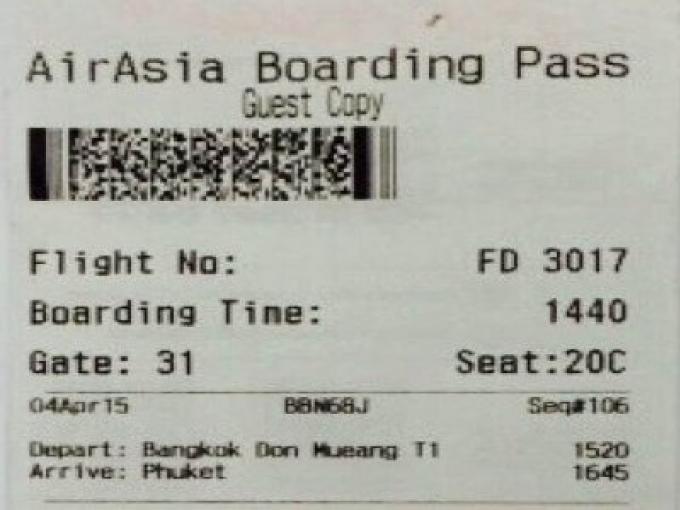 AirAsia Boarding Pass
Guest Copy
Flight No: FD 3017
Boarding Time: 1440
Gate: 31 Seat:20C
04Apr15 BBN68J Seq#106
Depart: Bangkok Don Mueang T1 1520
Arrive: Phuket 1645